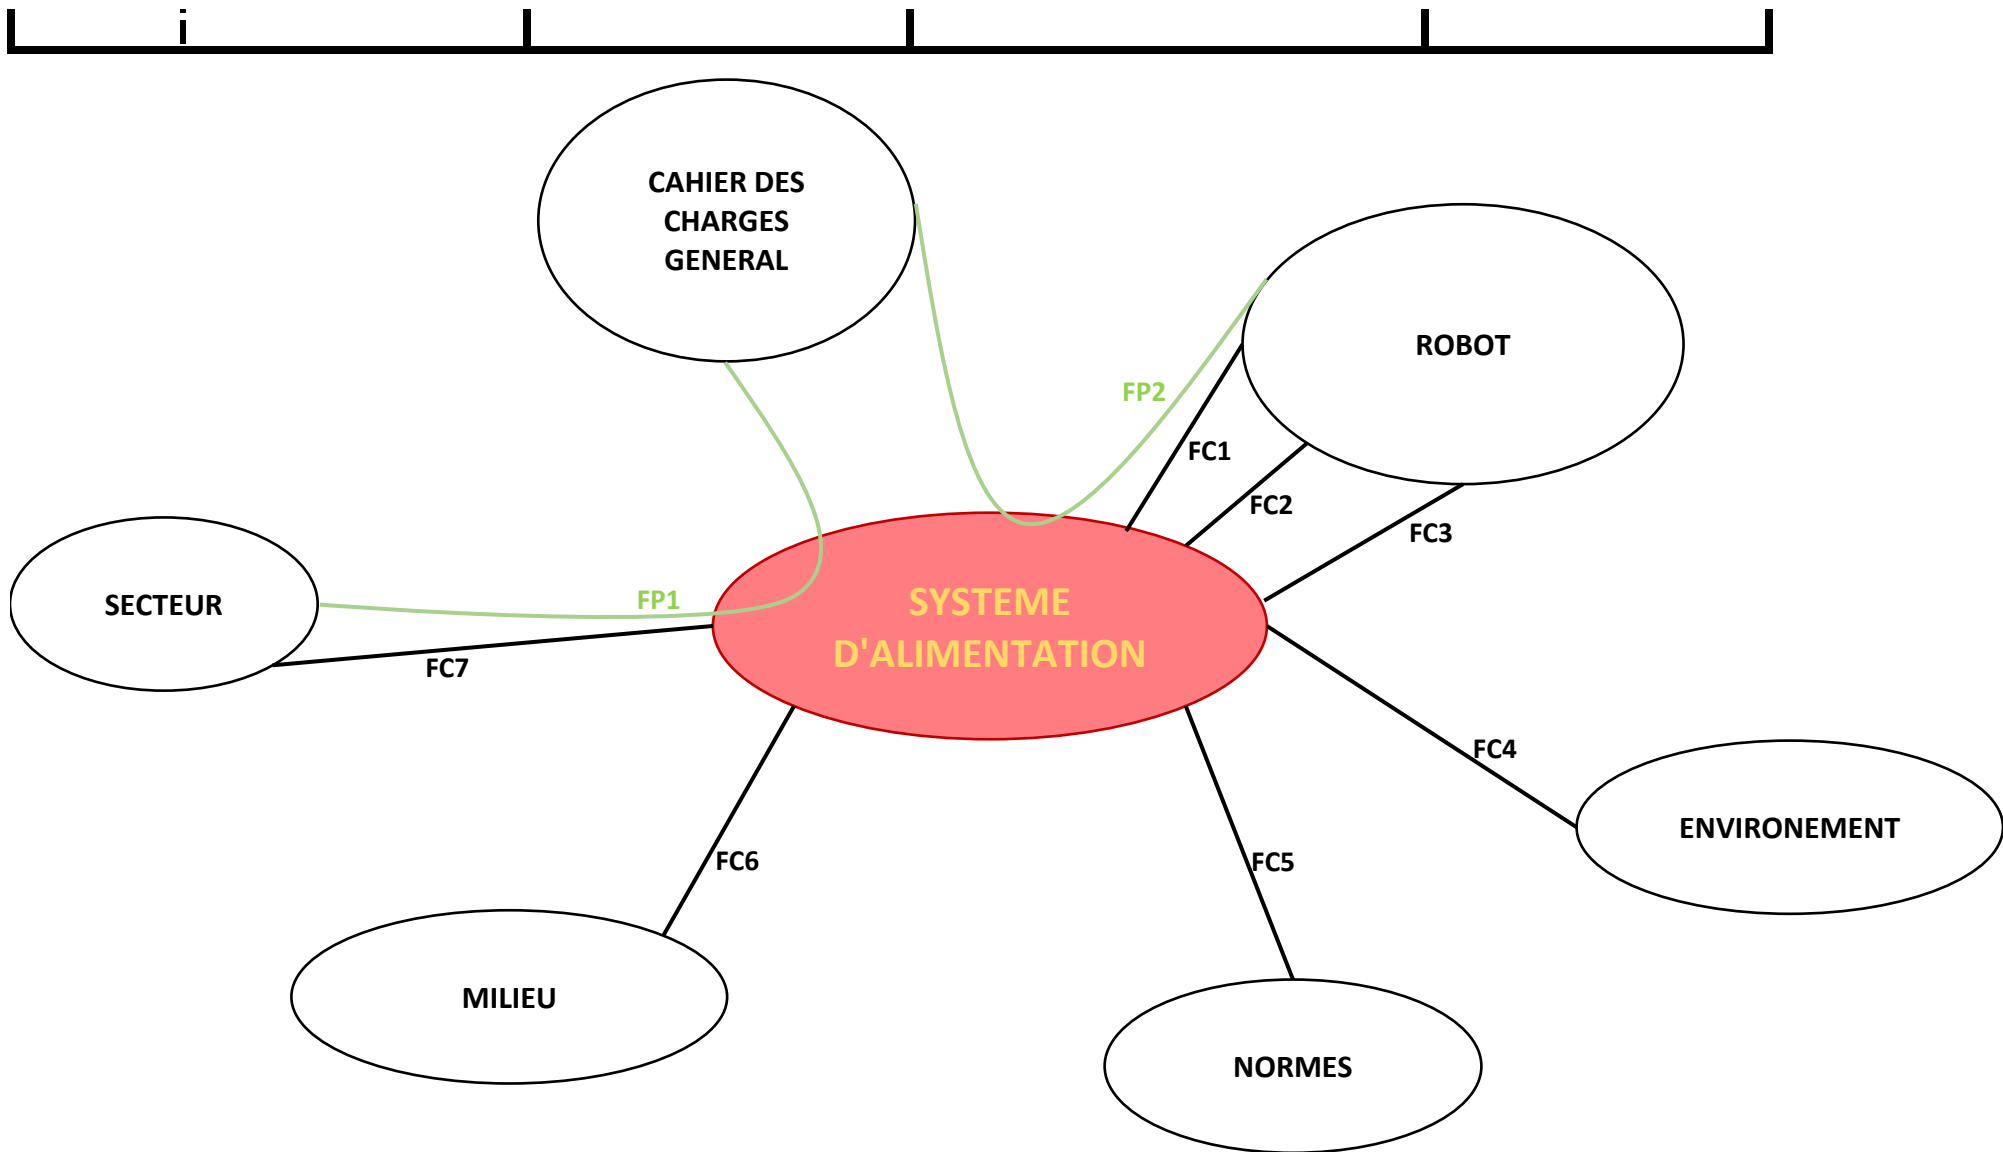 CAHIER DES
CHARGES
GENERAL
ROBOT
FP2
FC1
FC2
FC3
SECTEUR
FP1
SYSTEME
D'ALIMENTATION
FC7
FC4
ENVIRONEMENT
FC6
FC5
MILIEU
NORMES